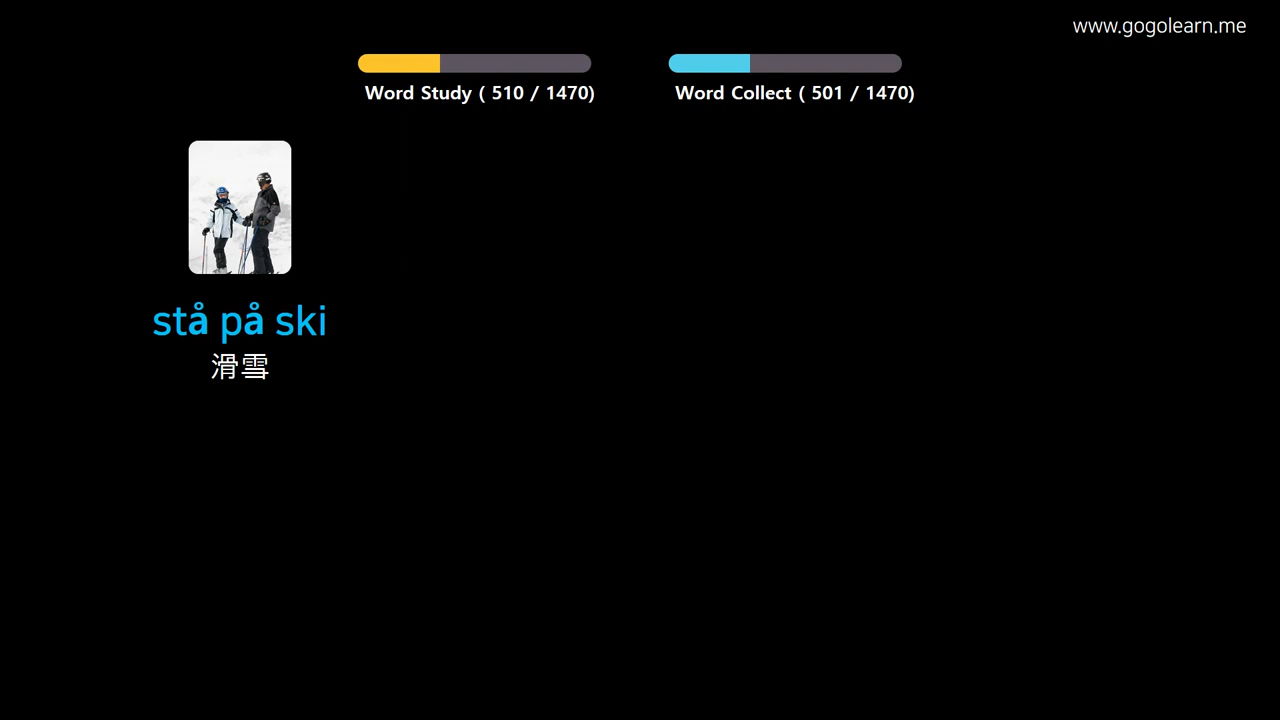 www.gogolearn.me
Word Study ( 510 / 1470)
Word Collect ( 501 / 1470)
stå på ski
滑雪